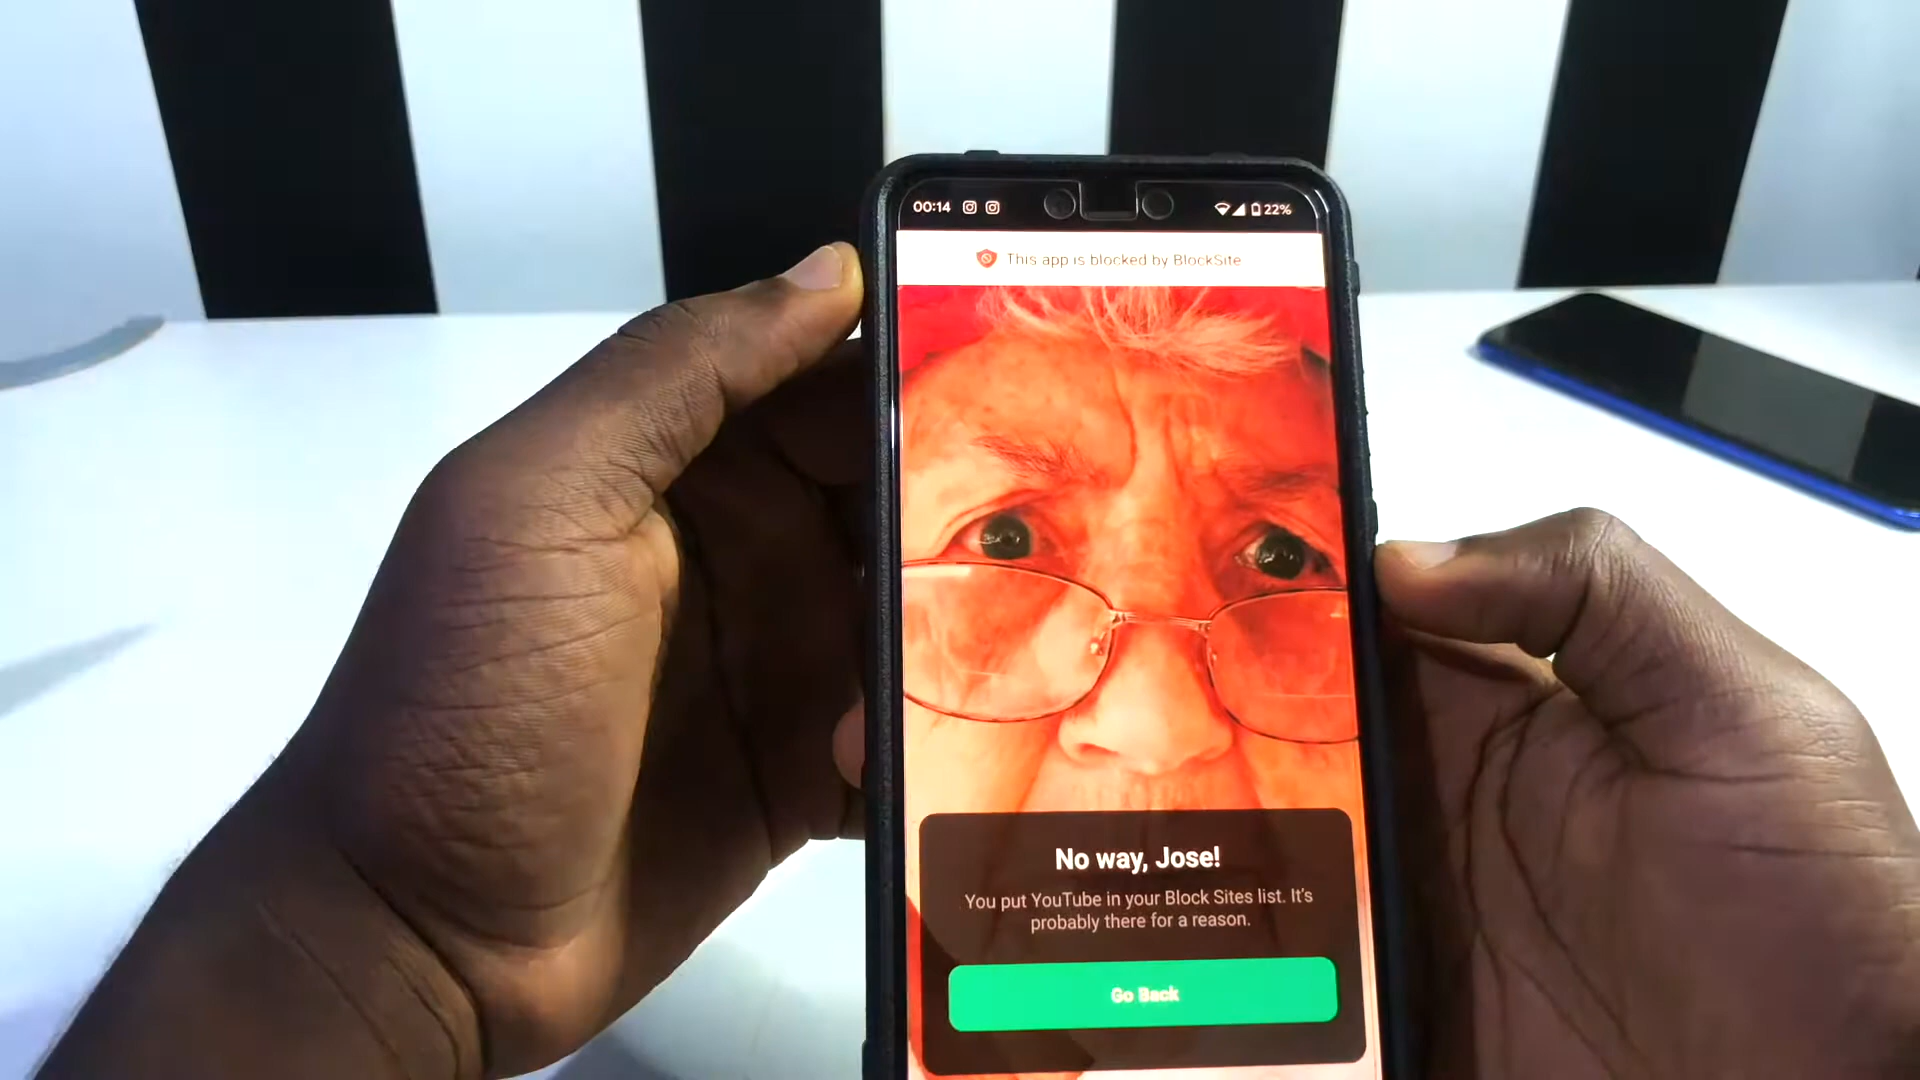 00:14 22%
This app is blocked by BlockSite
No way, Jose!
You put YouTube in your Block Sites list. It's
probably there for a reason.
Go Back